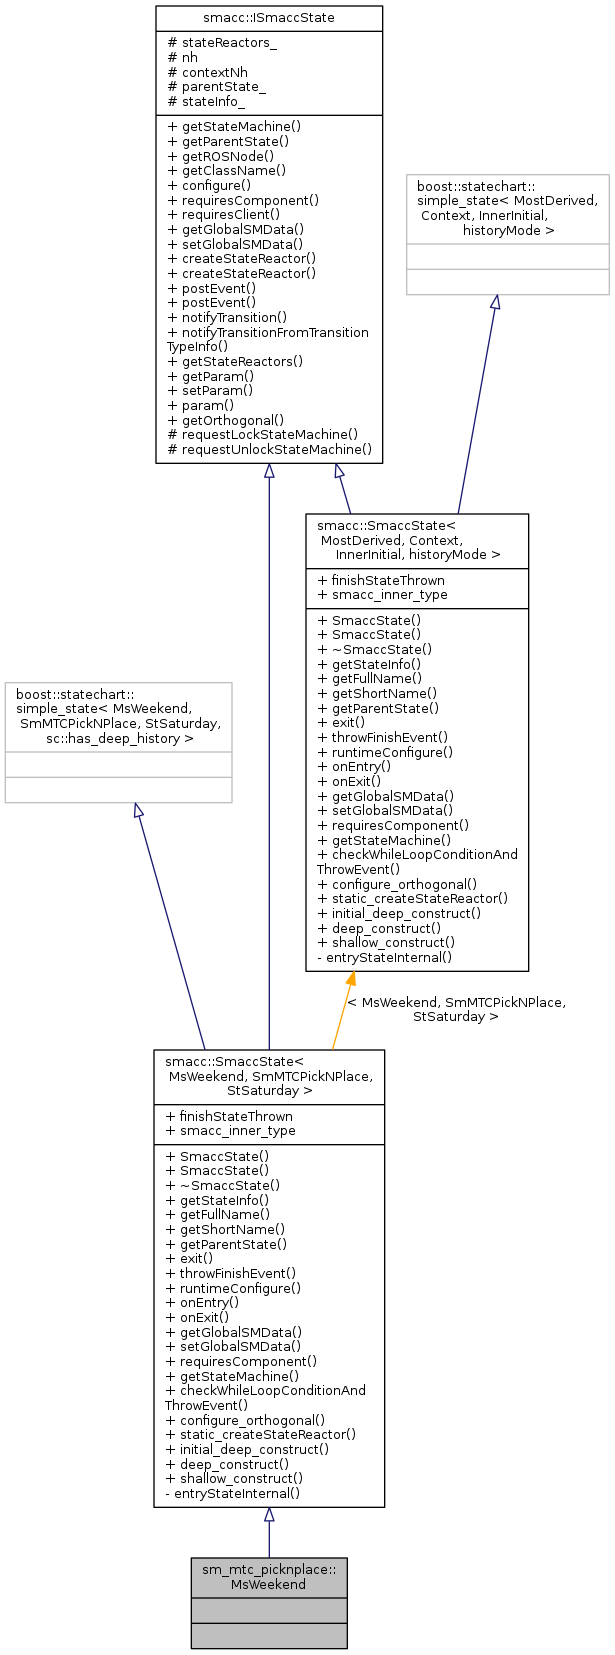 smacc::ISmaccState
# stateReactors_
# nh
# contextNh
# parentState_
# stateInfo_
+ getStateMachine()
+ getParentState()
+ getROSNode()
+ getClassName()
+ configure()
+ requiresComponent()
+ requiresClient()
+ getGlobalSMData()
+ setGlobalSMData()
+ createStateReactor()
+ createStateReactor()
+ postEvent()
+ postEvent()
+ notifyTransition()
+ notifyTransitionFromTransition
TypeInfo()
+ getStateReactors()
+ getParam()
+ setParam()
+ param()
+ getOrthogonal()
# requestLockStateMachine()
# requestUnlockStateMachine()
boost::statechart::
simple_state< MostDerived,
Context, InnerInitial,
historyMode >
smacc::SmaccState<
MostDerived, Context,
InnerInitial, historyMode >
+ finishStateThrown
+ smacc_inner_type
+ SmaccState()
+ SmaccState()
+ ~SmaccState()
+ getStateInfo()
+ getFullName()
+ getShortName()
+ getParentState()
+ exit()
+ throwFinishEvent()
+ runtimeConfigure()
+ onEntry()
+ onExit()
+ getGlobalSMData()
+ setGlobalSMData()
+ requiresComponent()
+ getStateMachine()
+ checkWhileLoopConditionAnd
ThrowEvent()
+ configure_orthogonal()
+ static_createStateReactor()
+ initial_deep_construct()
+ deep_construct()
+ shallow_construct()
- entryStateInternal()
boost::statechart::
simple_state< MsWeekend,
SmMTCPickNPlace, StSaturday,
sc::has_deep_history >
< MsWeekend, SmMTCPickNPlace,
StSaturday >
smacc::SmaccState<
MsWeekend, SmMTCPickNPlace,
StSaturday >
+ finishStateThrown
+ smacc_inner_type
+ SmaccState()
+ SmaccState()
+ ~SmaccState()
+ getStateInfo()
+ getFullName()
+ getShortName()
+ getParentState()
+ exit()
+ throwFinishEvent()
+ runtimeConfigure()
+ onEntry()
+ onExit()
+ getGlobalSMData()
+ setGlobalSMData()
+ requiresComponent()
+ getStateMachine()
+ checkWhileLoopConditionAnd
ThrowEvent()
+ configure_orthogonal()
+ static_createStateReactor()
+ initial_deep_construct()
+ deep_construct()
+ shallow_construct()
- entryStateInternal()
sm_mtc_picknplace::
MsWeekend